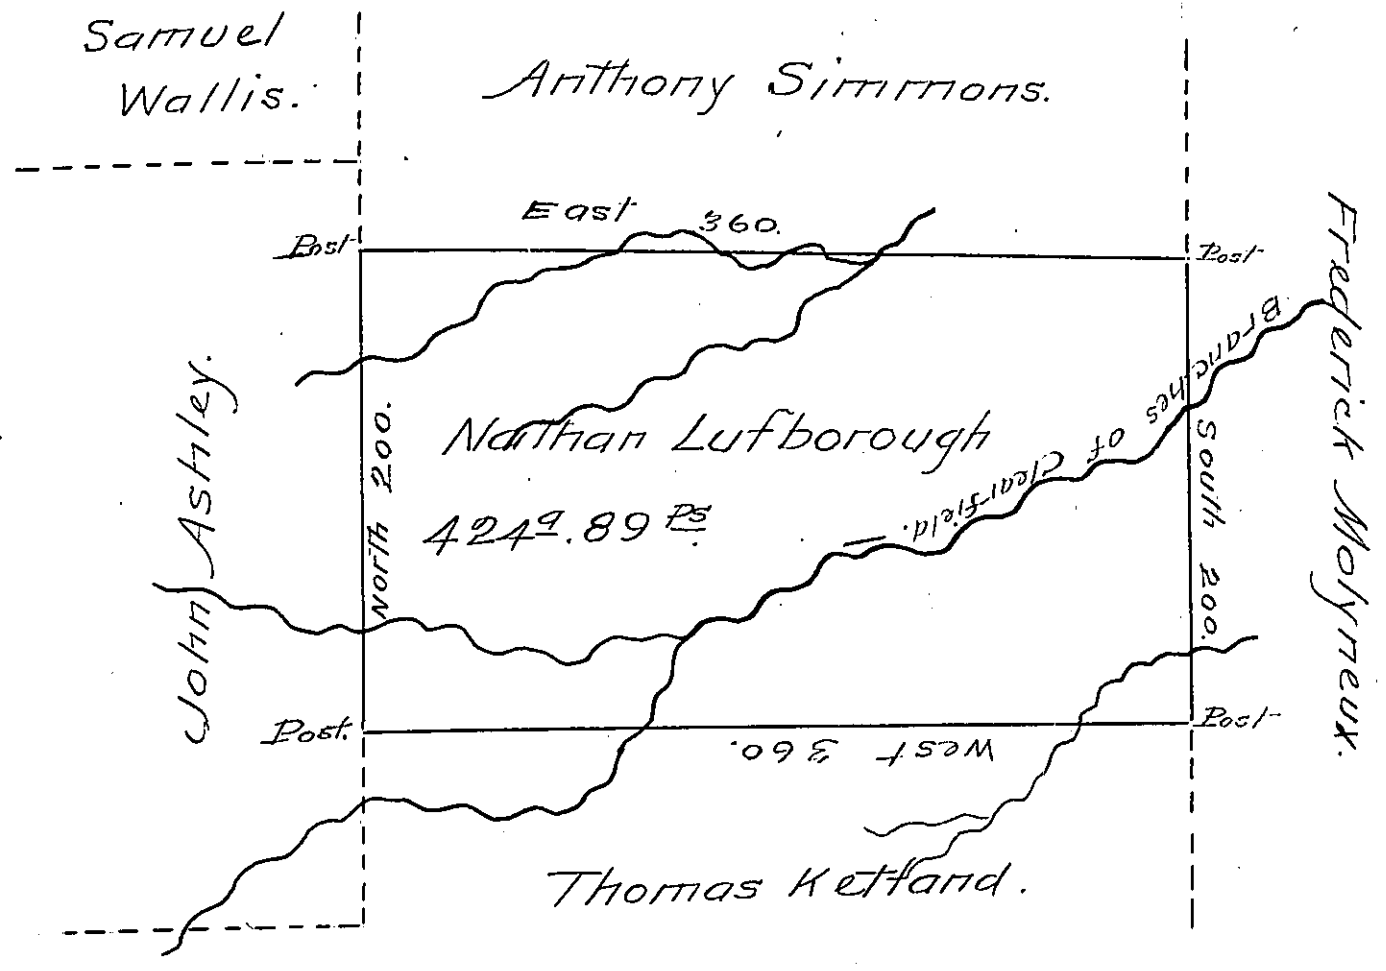 Samuel
Wallis.
Anthony Simmons.
East 360.
Post
Post
Frederick Molyneux.
Branches of Clearfield.
John Ashley.
North 200.
Nathan Lufborough
424a. 89 Ps
South 200.
Post.
Post
West 360.
Thomas Ketland.